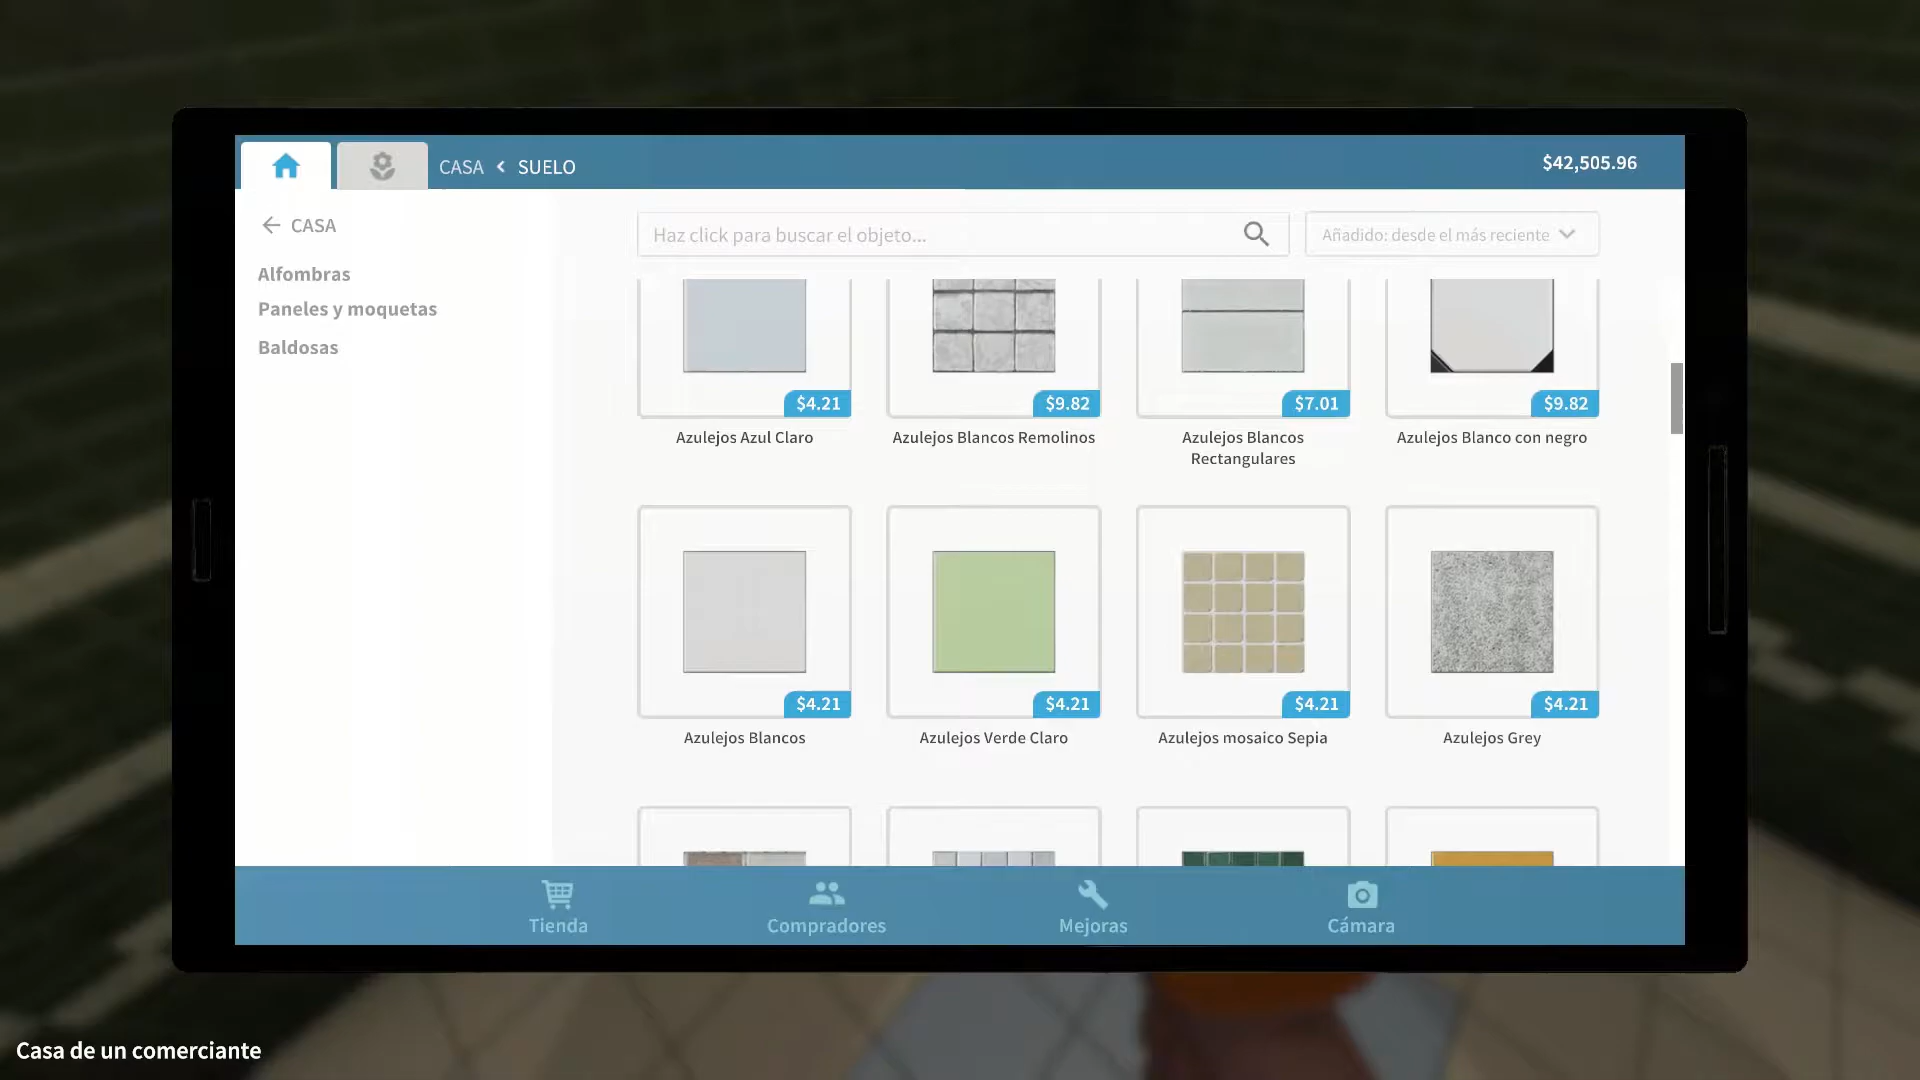 CASA SUELO
$42,505.96
CASA
Haz click para buscar el objeto...
Añadido: desde el más reciente
Alfombras
Paneles y moquetas
Baldosas
$4.21
$9.82
$7.01
$9.82
Azulejos Azul Claro
Azulejos Blancos Remolinos
Azulejos Blancos
Rectangulares
Azulejos Blanco con negro
$4.21
$4.21
$4.21
$4.21
Azulejos Blancos
Azulejos Verde Claro
Azulejos mosaico Sepia
Azulejos Grey
Tienda
Compradores
Mejoras
Cámara
Casa de un comerciante